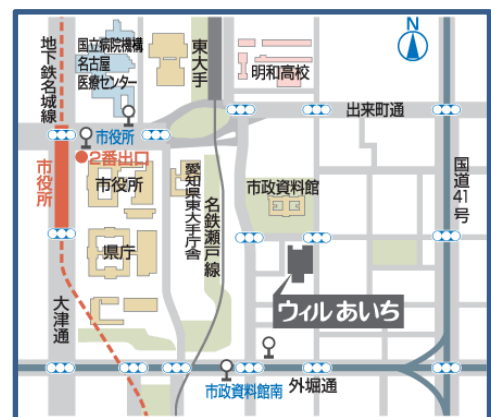 N
地下鉄名城線
国立病院機構
名古屋
医療センター
東大手
明和高校
出来町通
市役所
2番出口
市役所
市役所
愛知県東大手庁舎
名鉄瀬戸線
市政資料館
国道41号
県庁
大津通
ウィルあいち
市政資料館南
外堀通